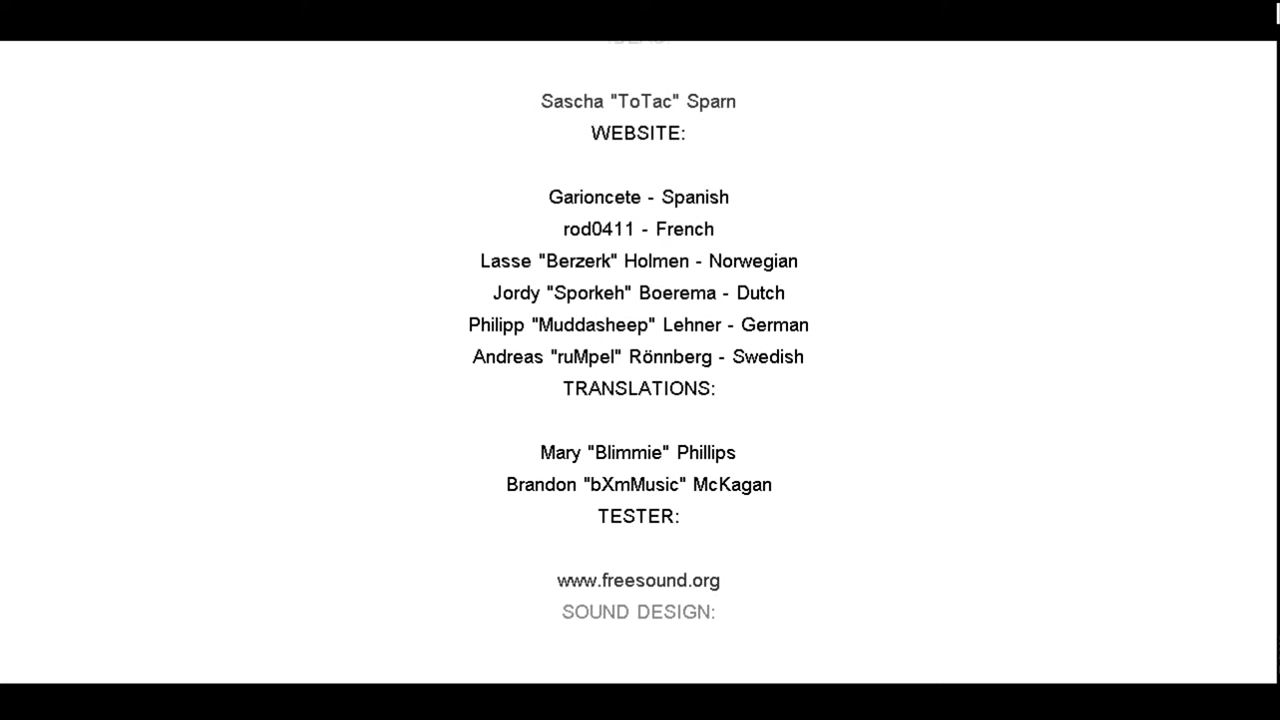 IDEAS:
Sascha "ToTac" Sparn
WEBSITE:
Garioncete - Spanish
rod0411 - French
Lasse "Berzerk" Holmen - Norwegian
Jordy "Sporkeh" Boerema - Dutch
Philipp "Muddasheep" Lehner - German
Andreas "ruMpel" Rönnberg - Swedish
TRANSLATIONS:
Mary "Blimmie" Phillips
Brandon "bXmMusic" McKagan
TESTER:
www.freesound.org
SOUND DESIGN: